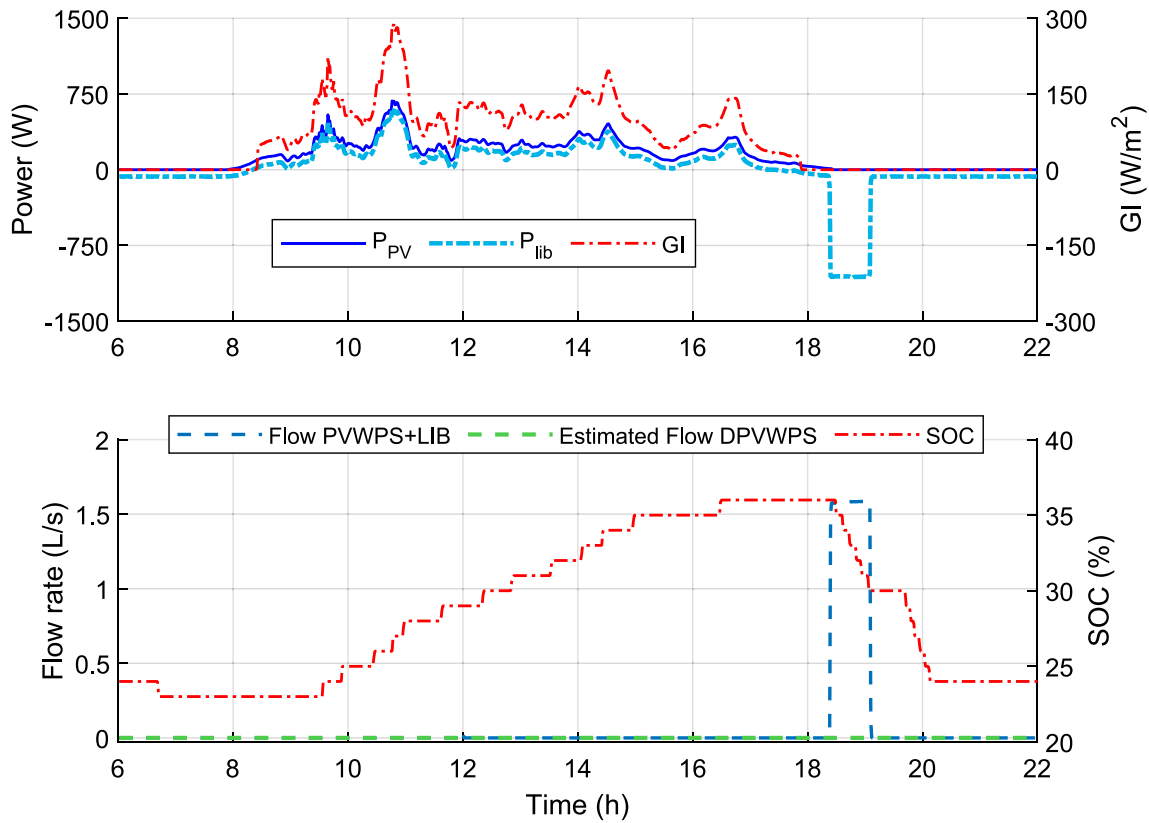 1500
750
0
-750
-1500
Power (W)
300
150
0
-150
-300
GI (W/m²)
P_PV P_lib GI
6 8 10 12 14 16 18 20 22
Flow PVWPS+LIB Estimated Flow DPVWPS SOC
2
1.5
1
0.5
0
Flow rate (L/s)
40
35
30
25
20
SOC (%)
6 8 10 12 14 16 18 20 22
Time (h)